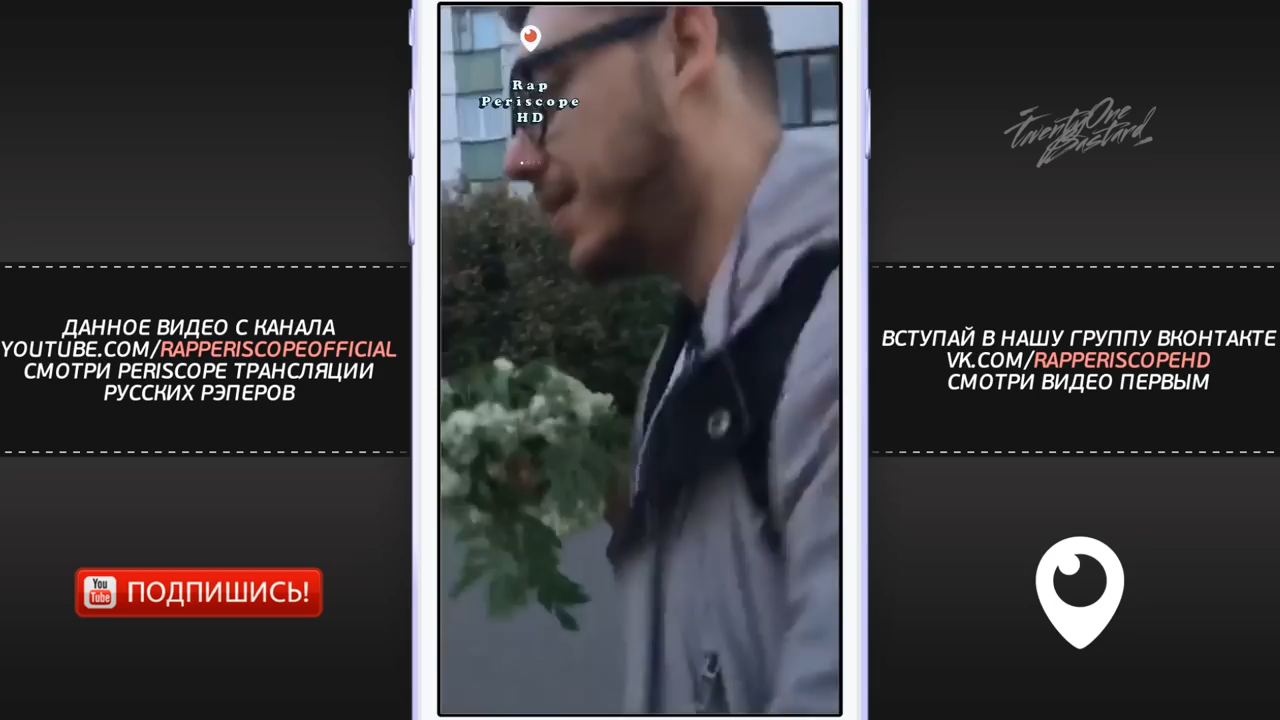 Rap
Periscope
HD
TwentyOne
Bastard
ДАННОЕ ВИДЕО С КАНАЛА
YOUTUBE.COM/RAPPERISCOPEOFFICIAL
СМОТРИ PERISCOPE ТРАНСЛЯЦИИ
РУССКИХ РЭПЕРОВ
ВСТУПАЙ В НАШУ ГРУППУ ВКОНТАКТЕ
VK.COM/RAPPERISCOPEHD
СМОТРИ ВИДЕО ПЕРВЫМ
You
Tube
ПОДПИШИСЬ!